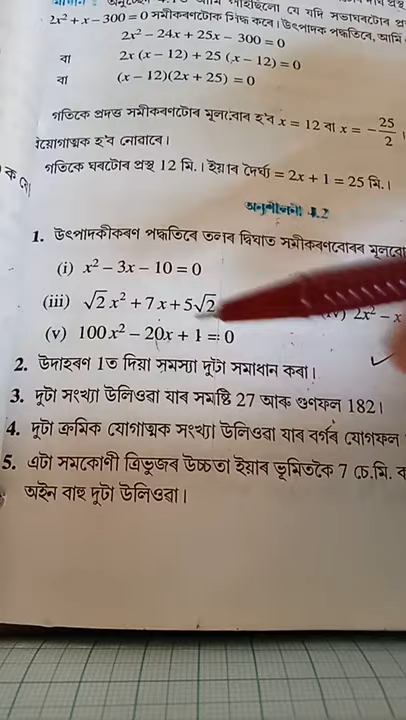 2x² + x − 300 = 0 সমীকৰণটোক সিদ্ধ কৰে। উৎপাদক পদ্ধতিৰে, আমি
2x² − 24x + 25x − 300 = 0
বা 2x (x − 12) + 25 (x − 12) = 0
বা (x − 12)(2x + 25) = 0
গতিকে প্ৰদত্ত সমীকৰণটোৰ মূলবোৰ হ'ব x = 12 বা x = − 25/2 ।
হ'ব নোৱাৰে।
গতিকে ঘৰটোৰ প্ৰস্থ 12 মি.। ইয়াৰ দৈৰ্ঘ্য = 2x + 1 = 25 মি.।
অনুশীলনী 4.2
1. উৎপাদকীকৰণ পদ্ধতিৰে তলৰ দ্বিঘাত সমীকৰণবোৰৰ
(i) x² − 3x − 10 = 0
(iii) √2 x² + 7x + 5√2
2x² − x
(v) 100x² − 20x + 1 = 0
2. উদাহৰণ 1ত দিয়া সমস্যা দুটা সমাধান কৰা।
3. দুটা সংখ্যা উলিওৱা যাৰ সমষ্টি 27 আৰু গুণফল 182।
4. দুটা ক্ৰমিক যোগাত্মক সংখ্যা উলিওৱা যাৰ বৰ্গৰ যোগফল
5. এটা সমকোণী ত্ৰিভুজৰ উচ্চতা ইয়াৰ ভূমিতকৈ 7 চে.মি.
দুটা উলিওৱা।